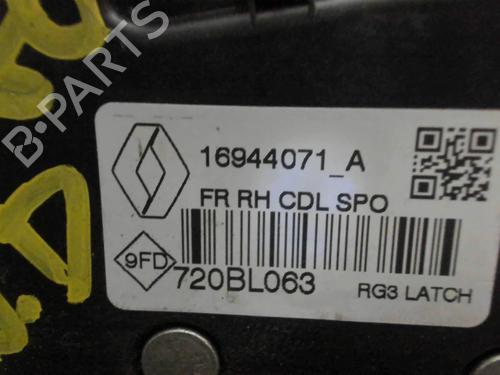 B-PARTS
16944071_A
FR RH CDL SPO
9FD
720BL063
RG3 LATCH